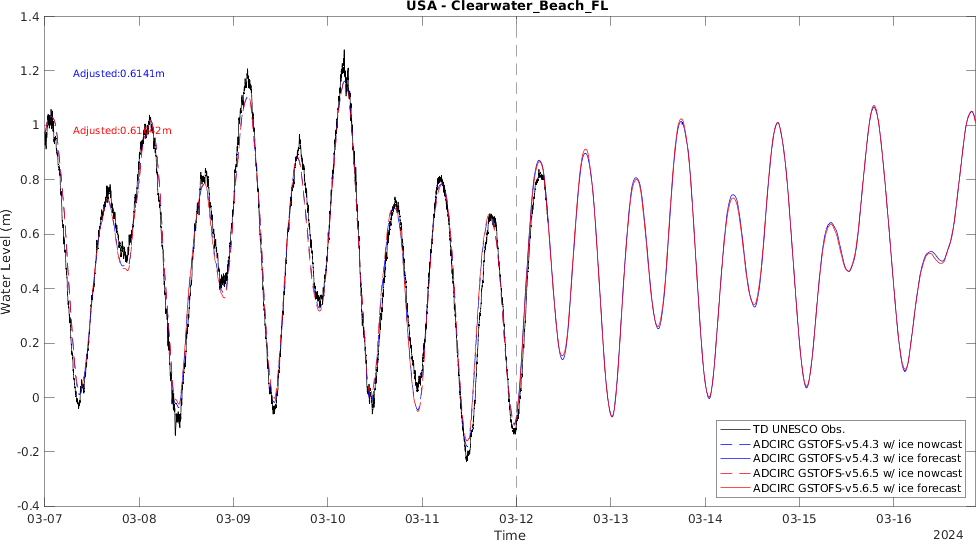 USA - Clearwater_Beach_FL
1.4
1.2
1
0.8
0.6
0.4
0.2
0
-0.2
-0.4
Water Level (m)
Adjusted:0.6141m
TD UNESCO Obs.
ADCIRC GSTOFS-v5.4.3 w/ ice nowcast
ADCIRC GSTOFS-v5.4.3 w/ ice forecast
ADCIRC GSTOFS-v5.6.5 w/ ice nowcast
ADCIRC GSTOFS-v5.6.5 w/ ice forecast
03-07 03-08 03-09 03-10 03-11 03-12 03-13 03-14 03-15 03-16
Time
2024